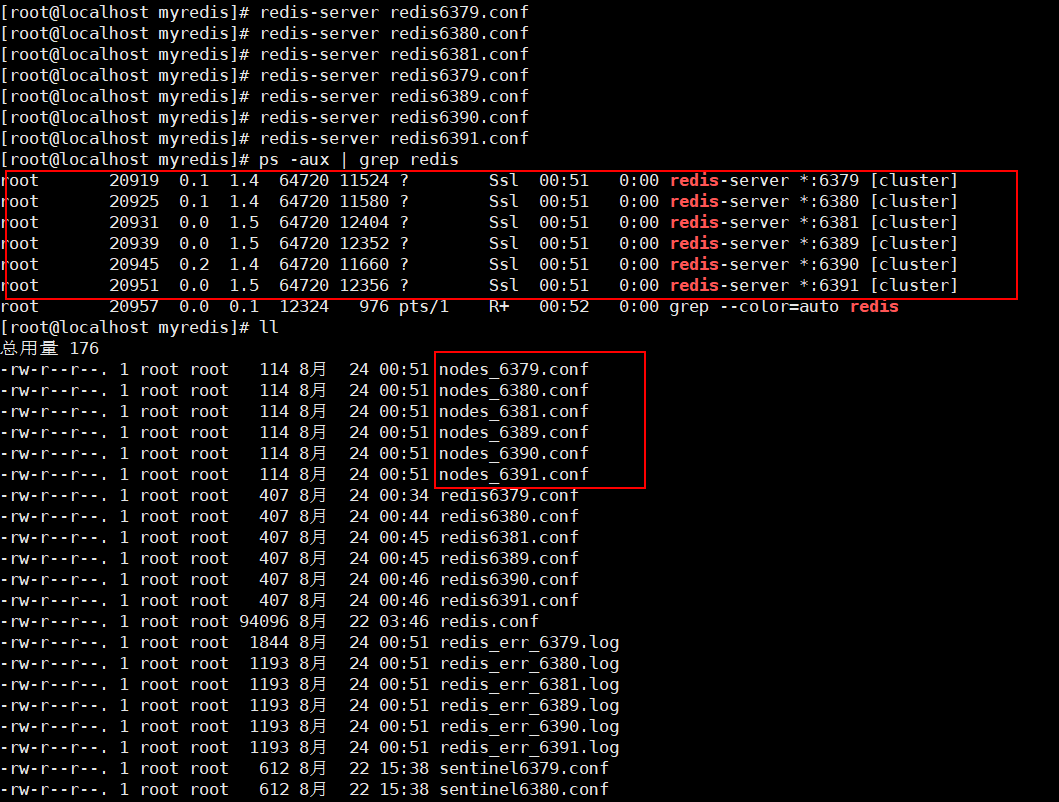 [root@localhost myredis]# redis-server redis6379.conf
[root@localhost myredis]# redis-server redis6380.conf
[root@localhost myredis]# redis-server redis6381.conf
[root@localhost myredis]# redis-server redis6379.conf
[root@localhost myredis]# redis-server redis6389.conf
[root@localhost myredis]# redis-server redis6390.conf
[root@localhost myredis]# redis-server redis6391.conf
[root@localhost myredis]# ps -aux | grep redis
root       20919  0.1  1.4  64720 11524 ?        Ssl  00:51   0:00 redis-server *:6379 [cluster]
root       20925  0.1  1.4  64720 11580 ?        Ssl  00:51   0:00 redis-server *:6380 [cluster]
root       20931  0.0  1.5  64720 12404 ?        Ssl  00:51   0:00 redis-server *:6381 [cluster]
root       20939  0.0  1.5  64720 12352 ?        Ssl  00:51   0:00 redis-server *:6389 [cluster]
root       20945  0.2  1.4  64720 11660 ?        Ssl  00:51   0:00 redis-server *:6390 [cluster]
root       20951  0.0  1.5  64720 12356 ?        Ssl  00:51   0:00 redis-server *:6391 [cluster]
root       20957  0.0  0.1  12324   976 pts/1    R+   00:52   0:00 grep --color=auto redis
[root@localhost myredis]# ll
总用量 176
-rw-r--r--. 1 root root   114 8月  24 00:51 nodes_6379.conf
-rw-r--r--. 1 root root   114 8月  24 00:51 nodes_6380.conf
-rw-r--r--. 1 root root   114 8月  24 00:51 nodes_6381.conf
-rw-r--r--. 1 root root   114 8月  24 00:51 nodes_6389.conf
-rw-r--r--. 1 root root   114 8月  24 00:51 nodes_6390.conf
-rw-r--r--. 1 root root   114 8月  24 00:51 nodes_6391.conf
-rw-r--r--. 1 root root   407 8月  24 00:34 redis6379.conf
-rw-r--r--. 1 root root   407 8月  24 00:44 redis6380.conf
-rw-r--r--. 1 root root   407 8月  24 00:45 redis6381.conf
-rw-r--r--. 1 root root   407 8月  24 00:45 redis6389.conf
-rw-r--r--. 1 root root   407 8月  24 00:46 redis6390.conf
-rw-r--r--. 1 root root   407 8月  24 00:46 redis6391.conf
-rw-r--r--. 1 root root 94096 8月  22 03:46 redis.conf
-rw-r--r--. 1 root root  1844 8月  24 00:51 redis_err_6379.log
-rw-r--r--. 1 root root  1193 8月  24 00:51 redis_err_6380.log
-rw-r--r--. 1 root root  1193 8月  24 00:51 redis_err_6381.log
-rw-r--r--. 1 root root  1193 8月  24 00:51 redis_err_6389.log
-rw-r--r--. 1 root root  1193 8月  24 00:51 redis_err_6390.log
-rw-r--r--. 1 root root  1193 8月  24 00:51 redis_err_6391.log
-rw-r--r--. 1 root root   612 8月  22 15:38 sentinel6379.conf
-rw-r--r--. 1 root root   612 8月  22 15:38 sentinel6380.conf